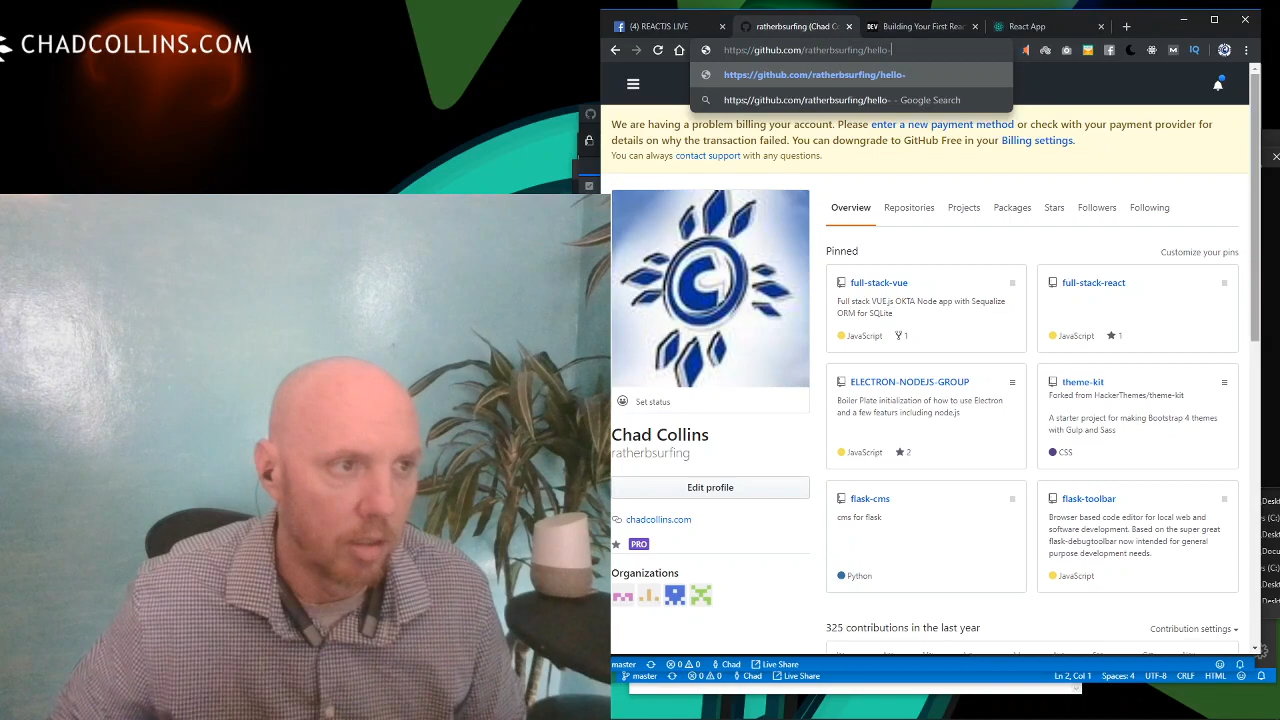 CHADCOLLINS.COM
(4) REACTIS LIVE
ratherbsurfing (Chad Co
DEV Building Your First Reac
React App
https://github.com/ratherbsurfing/hello-
https://github.com/ratherbsurfing/hello-
https://github.com/ratherbsurfing/hello- - Google Search
We are having a problem billing your account. Please enter a new payment method or check with your payment provider for
details on why the transaction failed. You can downgrade to GitHub Free in your Billing settings.
You can always contact support with any questions.
Overview Repositories Projects Packages Stars Followers Following
Pinned Customize your pins
full-stack-vue
Full stack VUE.js OKTA Node app with Sequalize
ORM for SQLite
JavaScript 1
full-stack-react
JavaScript 1
ELECTRON-NODEJS-GROUP
Boiler Plate initialization of how to use Electron
and a few featurs including node.js
JavaScript 2
theme-kit
Forked from HackerThemes/theme-kit
A starter project for making Bootstrap 4 themes
with Gulp and Sass
CSS
flask-cms
cms for flask
Python
flask-toolbar
Browser based code editor for local web and
software development. Based on the super great
flask-debugtoolbar now intended for general
purpose development needs.
JavaScript
C
Set status
Chad Collins
ratherbsurfing
Edit profile
chadcollins.com
PRO
Organizations
325 contributions in the last year Contribution settings
master 0 0 Chad Live Share
master 0 0 Chad Live Share Ln 2, Col 1 Spaces: 4 UTF-8 CRLF HTML